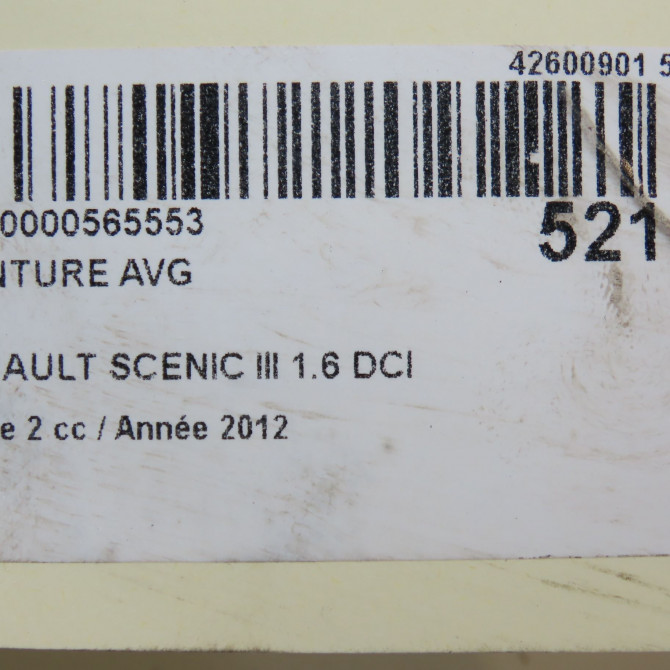 42600901 5
0000565553
521
NTURE AVG
AULT SCENIC III 1.6 DCI
e 2 cc / Année 2012